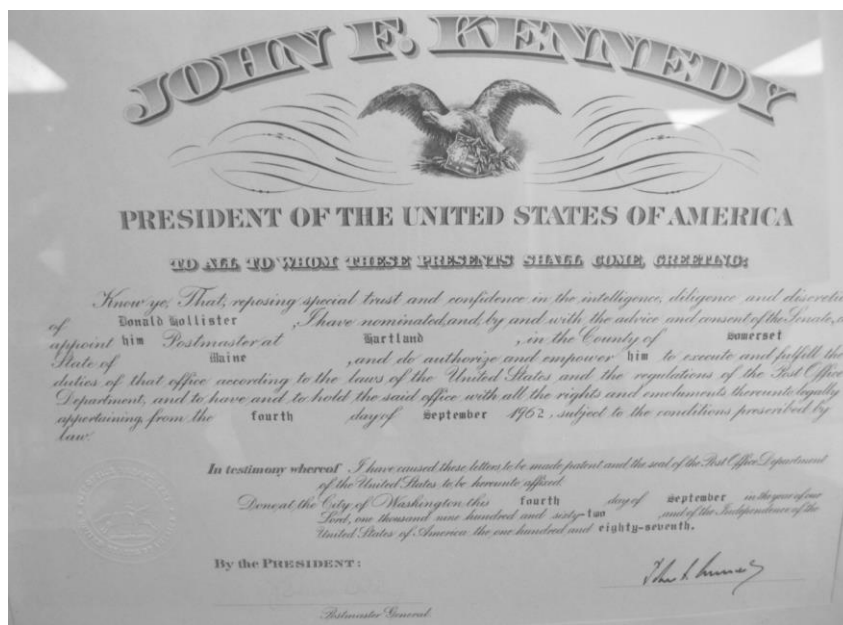 JOHN F. KENNEDY
PRESIDENT OF THE UNITED STATES OF AMERICA
TO ALL TO WHOM THESE PRESENTS SHALL COME, GREETING:
Know ye, That, reposing special trust and confidence in the intelligence, diligence and discreti
of Donald Hollister, I have nominated, and, by and with the advice and consent of the Senate,
appoint him Postmaster at Hartland, in the County of Somerset
State of Maine, and do authorize and empower him to execute and fulfill the
duties of that office according to the laws of the United States and the regulations of the Post Office
Department, and to have and to hold the said office with all the rights and emoluments thereunto legally
appertaining, from the fourth day of September 1962, subject to the conditions prescribed by
law.
In testimony whereof I have caused these letters to be made patent and the seal of the Post Office Department
of the United States to be hereunto affixed.
Done at the City of Washington this fourth day of September in the year of our
Lord, one thousand nine hundred and sixty-two, and of the Independence of the
United States of America the one hundred and eighty-seventh.
By the PRESIDENT:
Postmaster General.